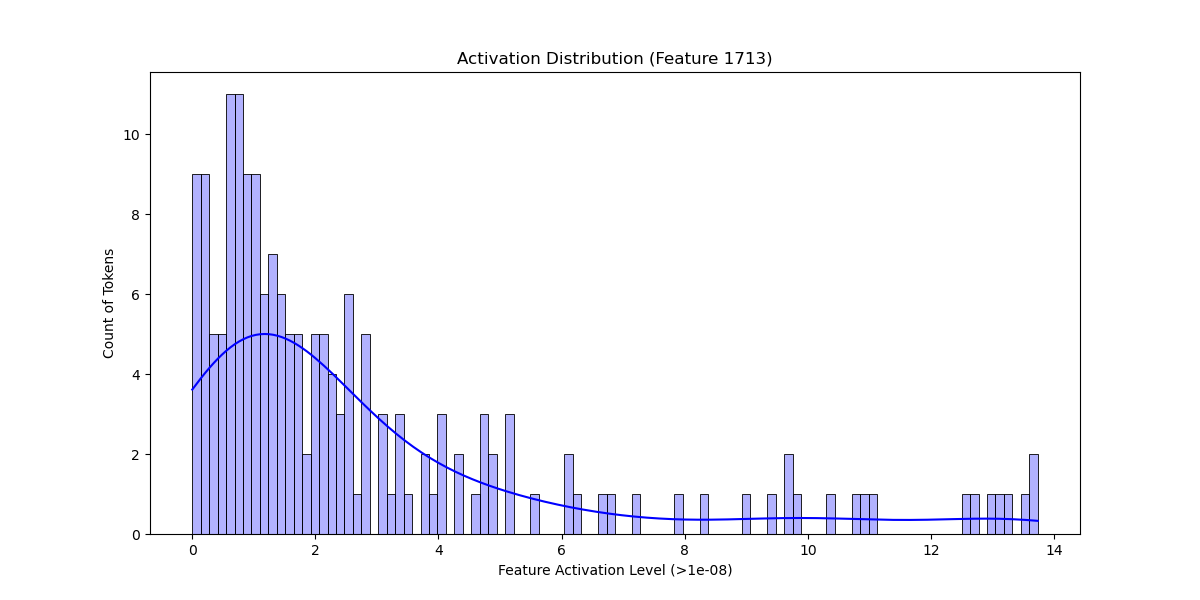 Activation Distribution (Feature 1713)
Count of Tokens
10
8
6
4
2
0
0 2 4 6 8 10 12 14
Feature Activation Level (>1e-08)